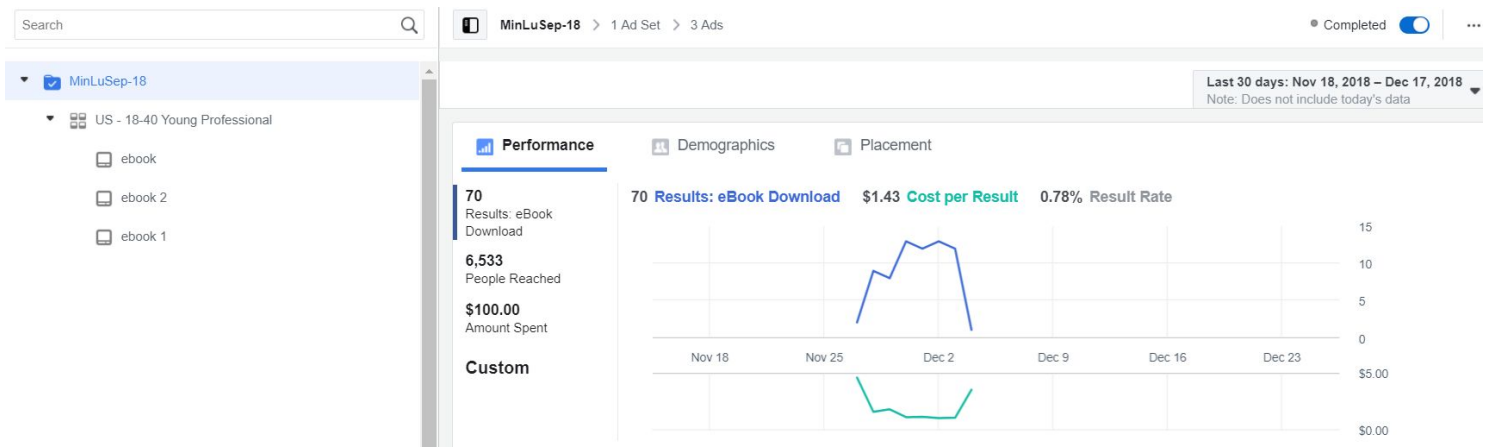 Search
MinLuSep-18 > 1 Ad Set > 3 Ads
Completed
MinLuSep-18
US - 18-40 Young Professional
ebook
ebook 2
ebook 1
Last 30 days: Nov 18, 2018 – Dec 17, 2018
Note: Does not include today's data
Performance
Demographics
Placement
70
Results: eBook
Download
6,533
People Reached
$100.00
Amount Spent
Custom
70 Results: eBook Download $1.43 Cost per Result 0.78% Result Rate
15
10
5
0
Nov 18 Nov 25 Dec 2 Dec 9 Dec 16 Dec 23
$5.00
$0.00